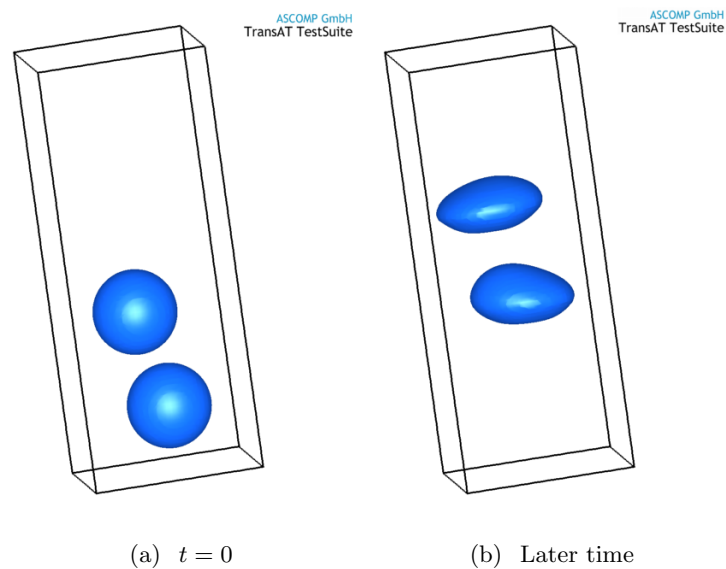 ASCOMP GmbH
TransAT TestSuite
ASCOMP GmbH
TransAT TestSuite
(a) t = 0
(b) Later time